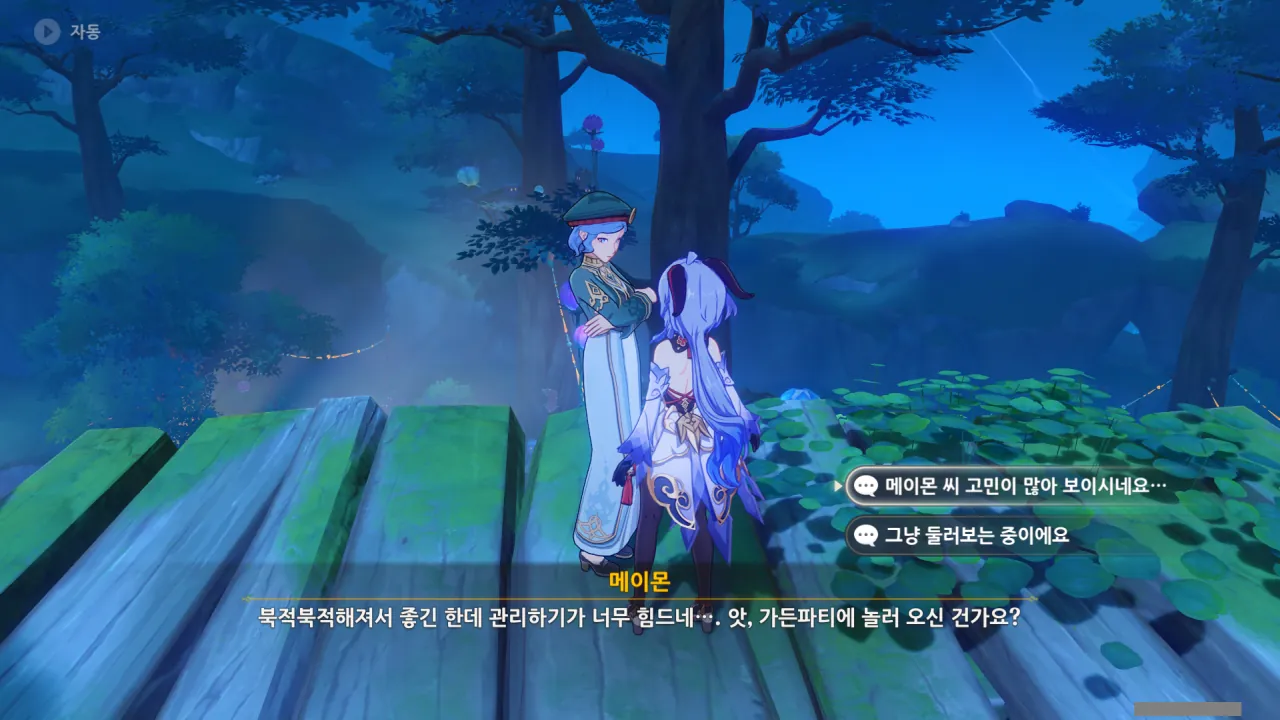 자동
메이몬 씨 고민이 많아 보이시네요…
그냥 둘러보는 중이에요
메이몬
북적북적해져서 좋긴 한데 관리하기가 너무 힘드네…. 앗, 가든파티에 놀러 오신 건가요?